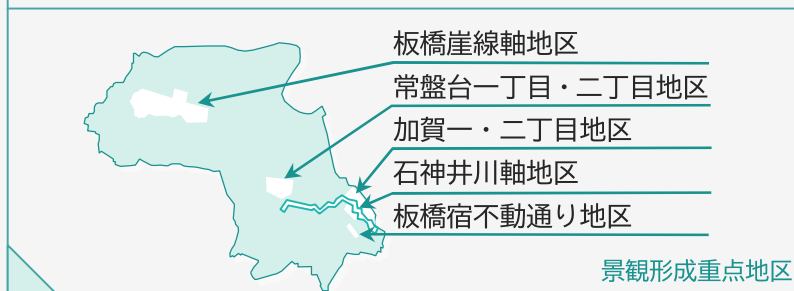 板橋崖線軸地区
常盤台一丁目・二丁目地区
加賀一・二丁目地区
石神井川軸地区
板橋宿不動通り地区
景観形成重点地区